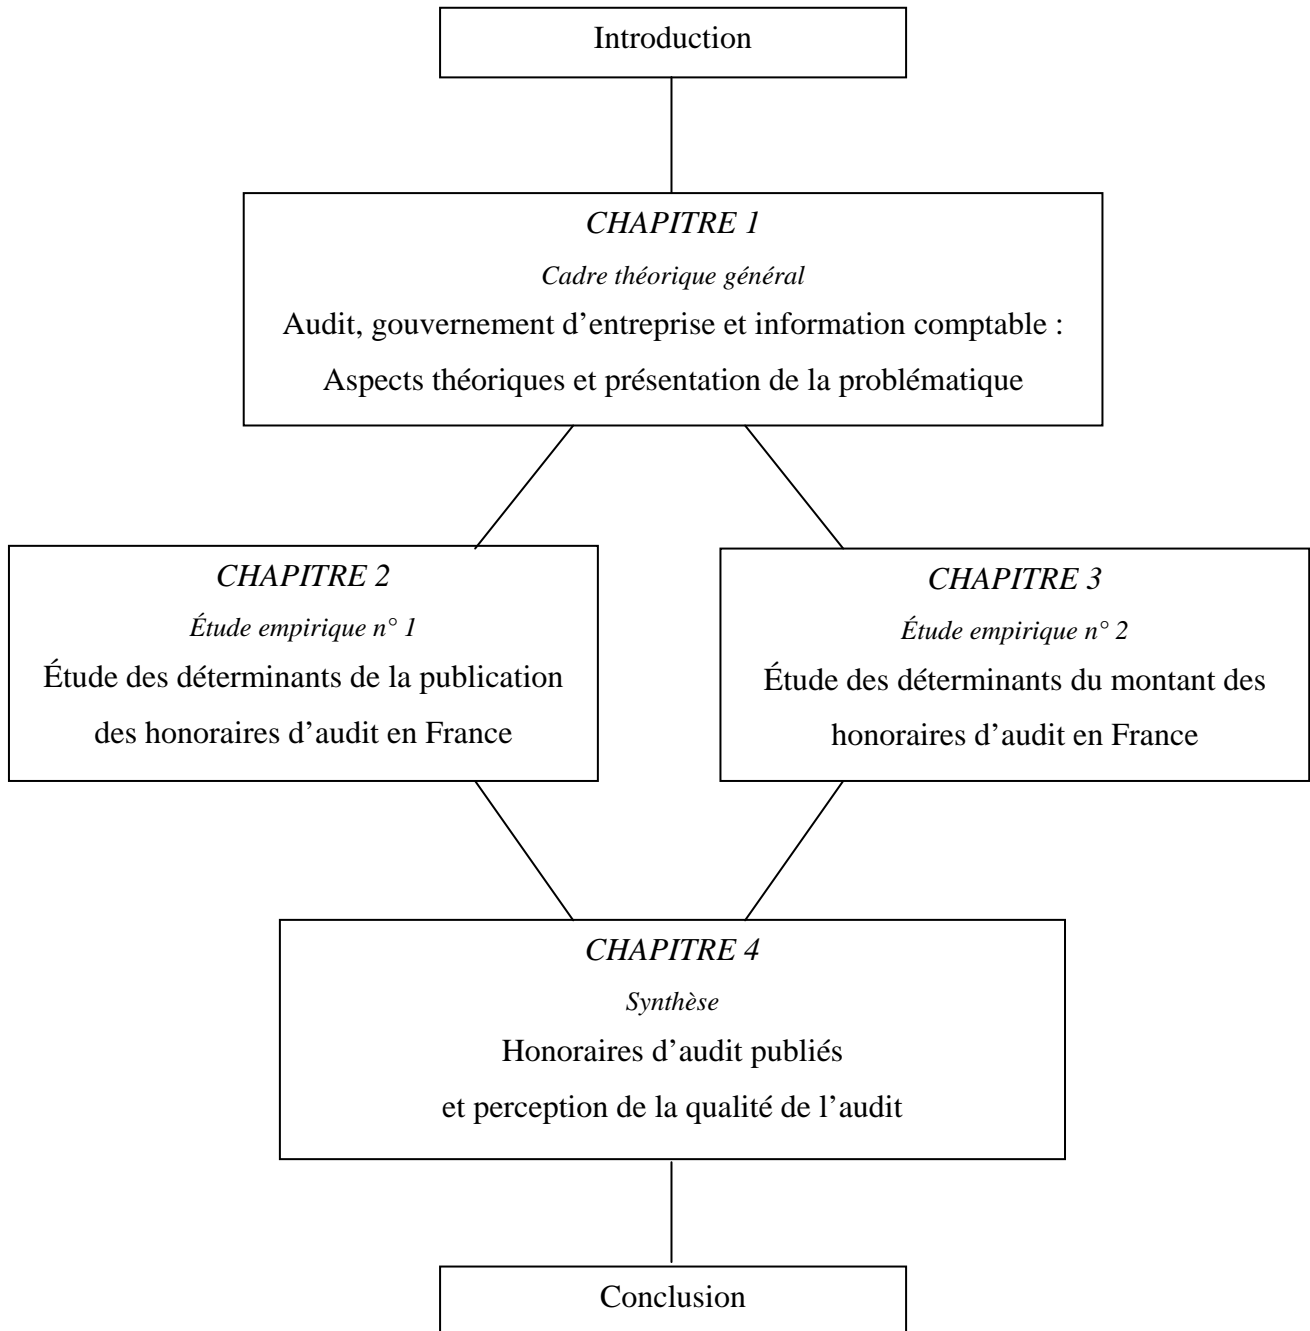 Introduction
CHAPITRE 1
Cadre théorique général
Audit, gouvernement d’entreprise et information comptable :
Aspects théoriques et présentation de la problématique
CHAPITRE 2
Étude empirique n° 1
Étude des déterminants de la publication
des honoraires d’audit en France
CHAPITRE 3
Étude empirique n° 2
Étude des déterminants du montant des
honoraires d’audit en France
CHAPITRE 4
Synthèse
Honoraires d’audit publiés
et perception de la qualité de l’audit
Conclusion